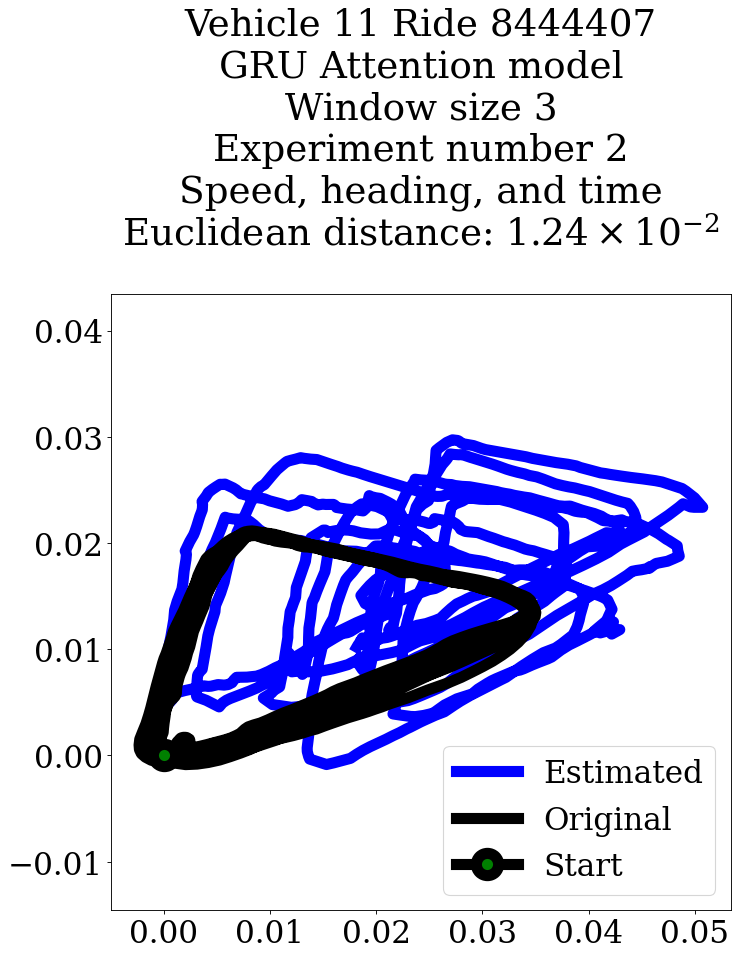 Vehicle 11 Ride 8444407
GRU Attention model
Window size 3
Experiment number 2
Speed, heading, and time
Euclidean distance: 1.24 × 10⁻²
0.04
0.03
0.02
0.01
0.00
−0.01
Estimated
Original
Start
0.00 0.01 0.02 0.03 0.04 0.05